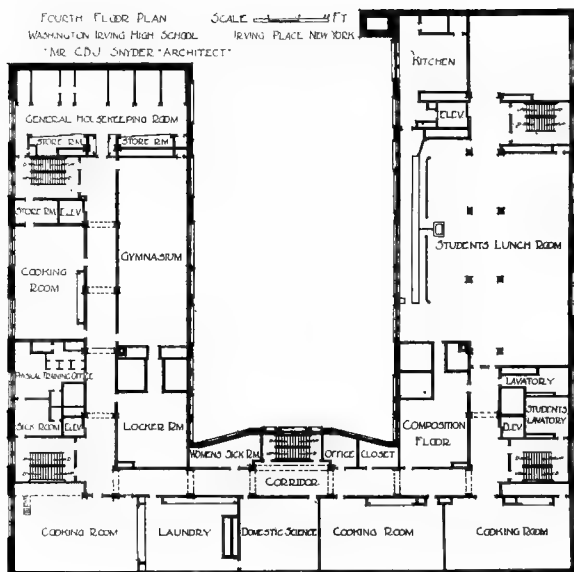 FOURTH FLOOR PLAN SCALE FT
WASHINGTON IRVING HIGH SCHOOL IRVING PLACE NEW YORK
"MR CBJ SNYDER "ARCHITECT"
KITCHEN
GENERAL HOUSEKEEPING ROOM
ELEV.
STORE RM
STORE RM
STORE RM
ELEV
GYMNASIUM
STUDENTS LUNCH ROOM
COOKING
ROOM
PHYSICAL TRAINING OFFICE
LAVATORY
SICK ROOM
ELEV
LOCKER RM
COMPOSITION
FLOOR
ELEV
STUDENTS
LAVATORY
WOMENS SICK RM
OFFICE
CLOSET
CORRIDOR
COOKING ROOM
LAUNDRY
DOMESTIC SCIENCE
COOKING ROOM
COOKING ROOM